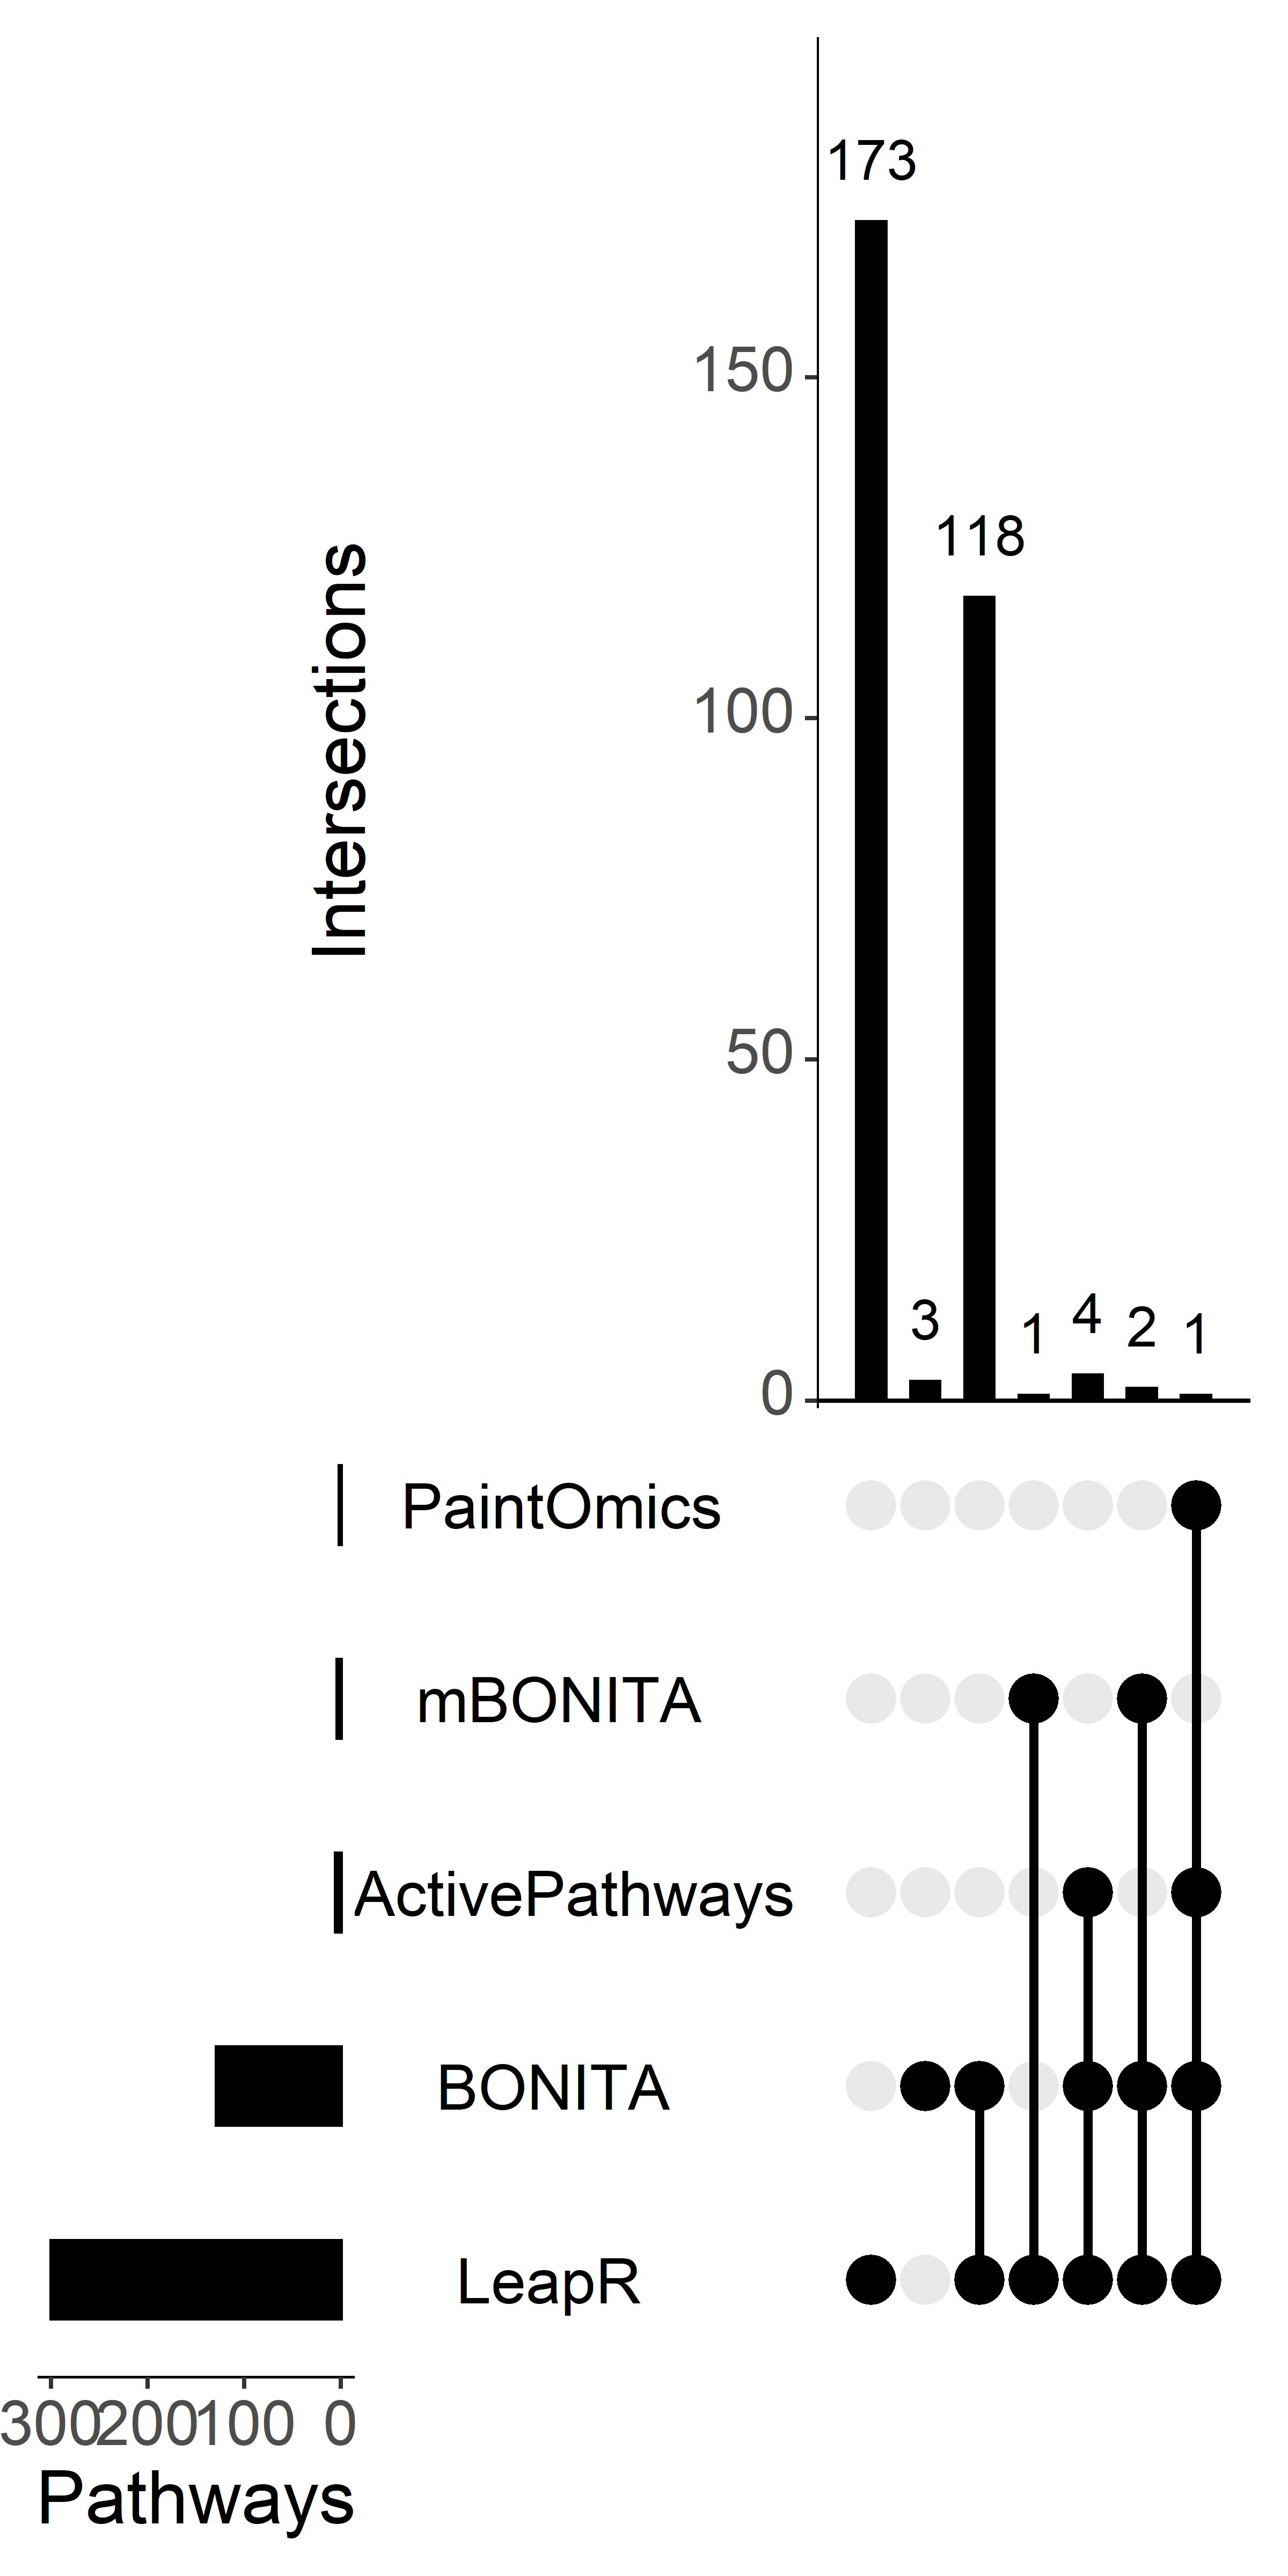 173
150
118
Intersections
100
50
3
1
4
2
1
0
PaintOmics
mBONITA
ActivePathways
BONITA
LeapR
300
200
100
0
Pathways